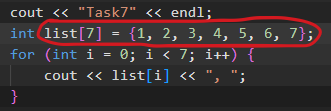 cout << "Task7" << endl;
int list[7] = {1, 2, 3, 4, 5, 6, 7};
for (int i = 0; i < 7; i++) {
    cout << list[i] << ", ";
}